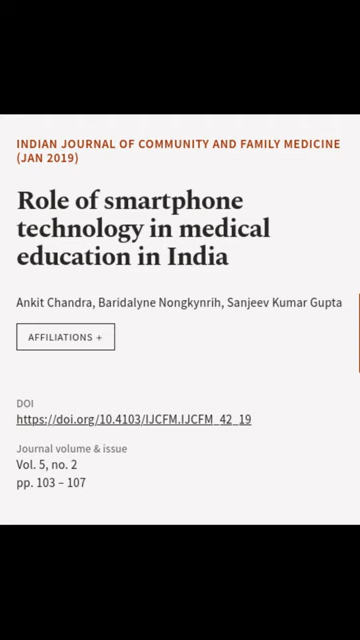 INDIAN JOURNAL OF COMMUNITY AND FAMILY MEDICINE
(JAN 2019)
Role of smartphone
technology in medical
education in India
Ankit Chandra, Baridalyne Nongkynrih, Sanjeev Kumar Gupta
AFFILIATIONS +
DOI
https://doi.org/10.4103/IJCFM.IJCFM_42_19
Journal volume & issue
Vol. 5, no. 2
pp. 103 – 107